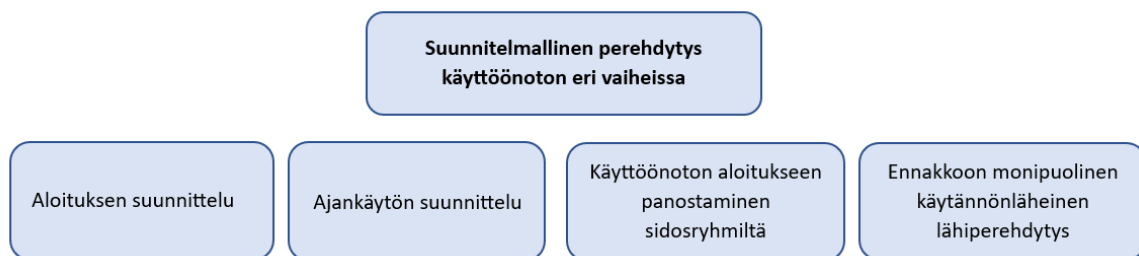 Suunnitelmallinen perehdytys
käyttöönoton eri vaiheissa
Aloituksen suunnittelu
Ajankäytön suunnittelu
Käyttöönoton aloitukseen
panostaminen
sidosryhmiltä
Ennakkoon monipuolinen
käytännönläheinen
lähiperehdytys